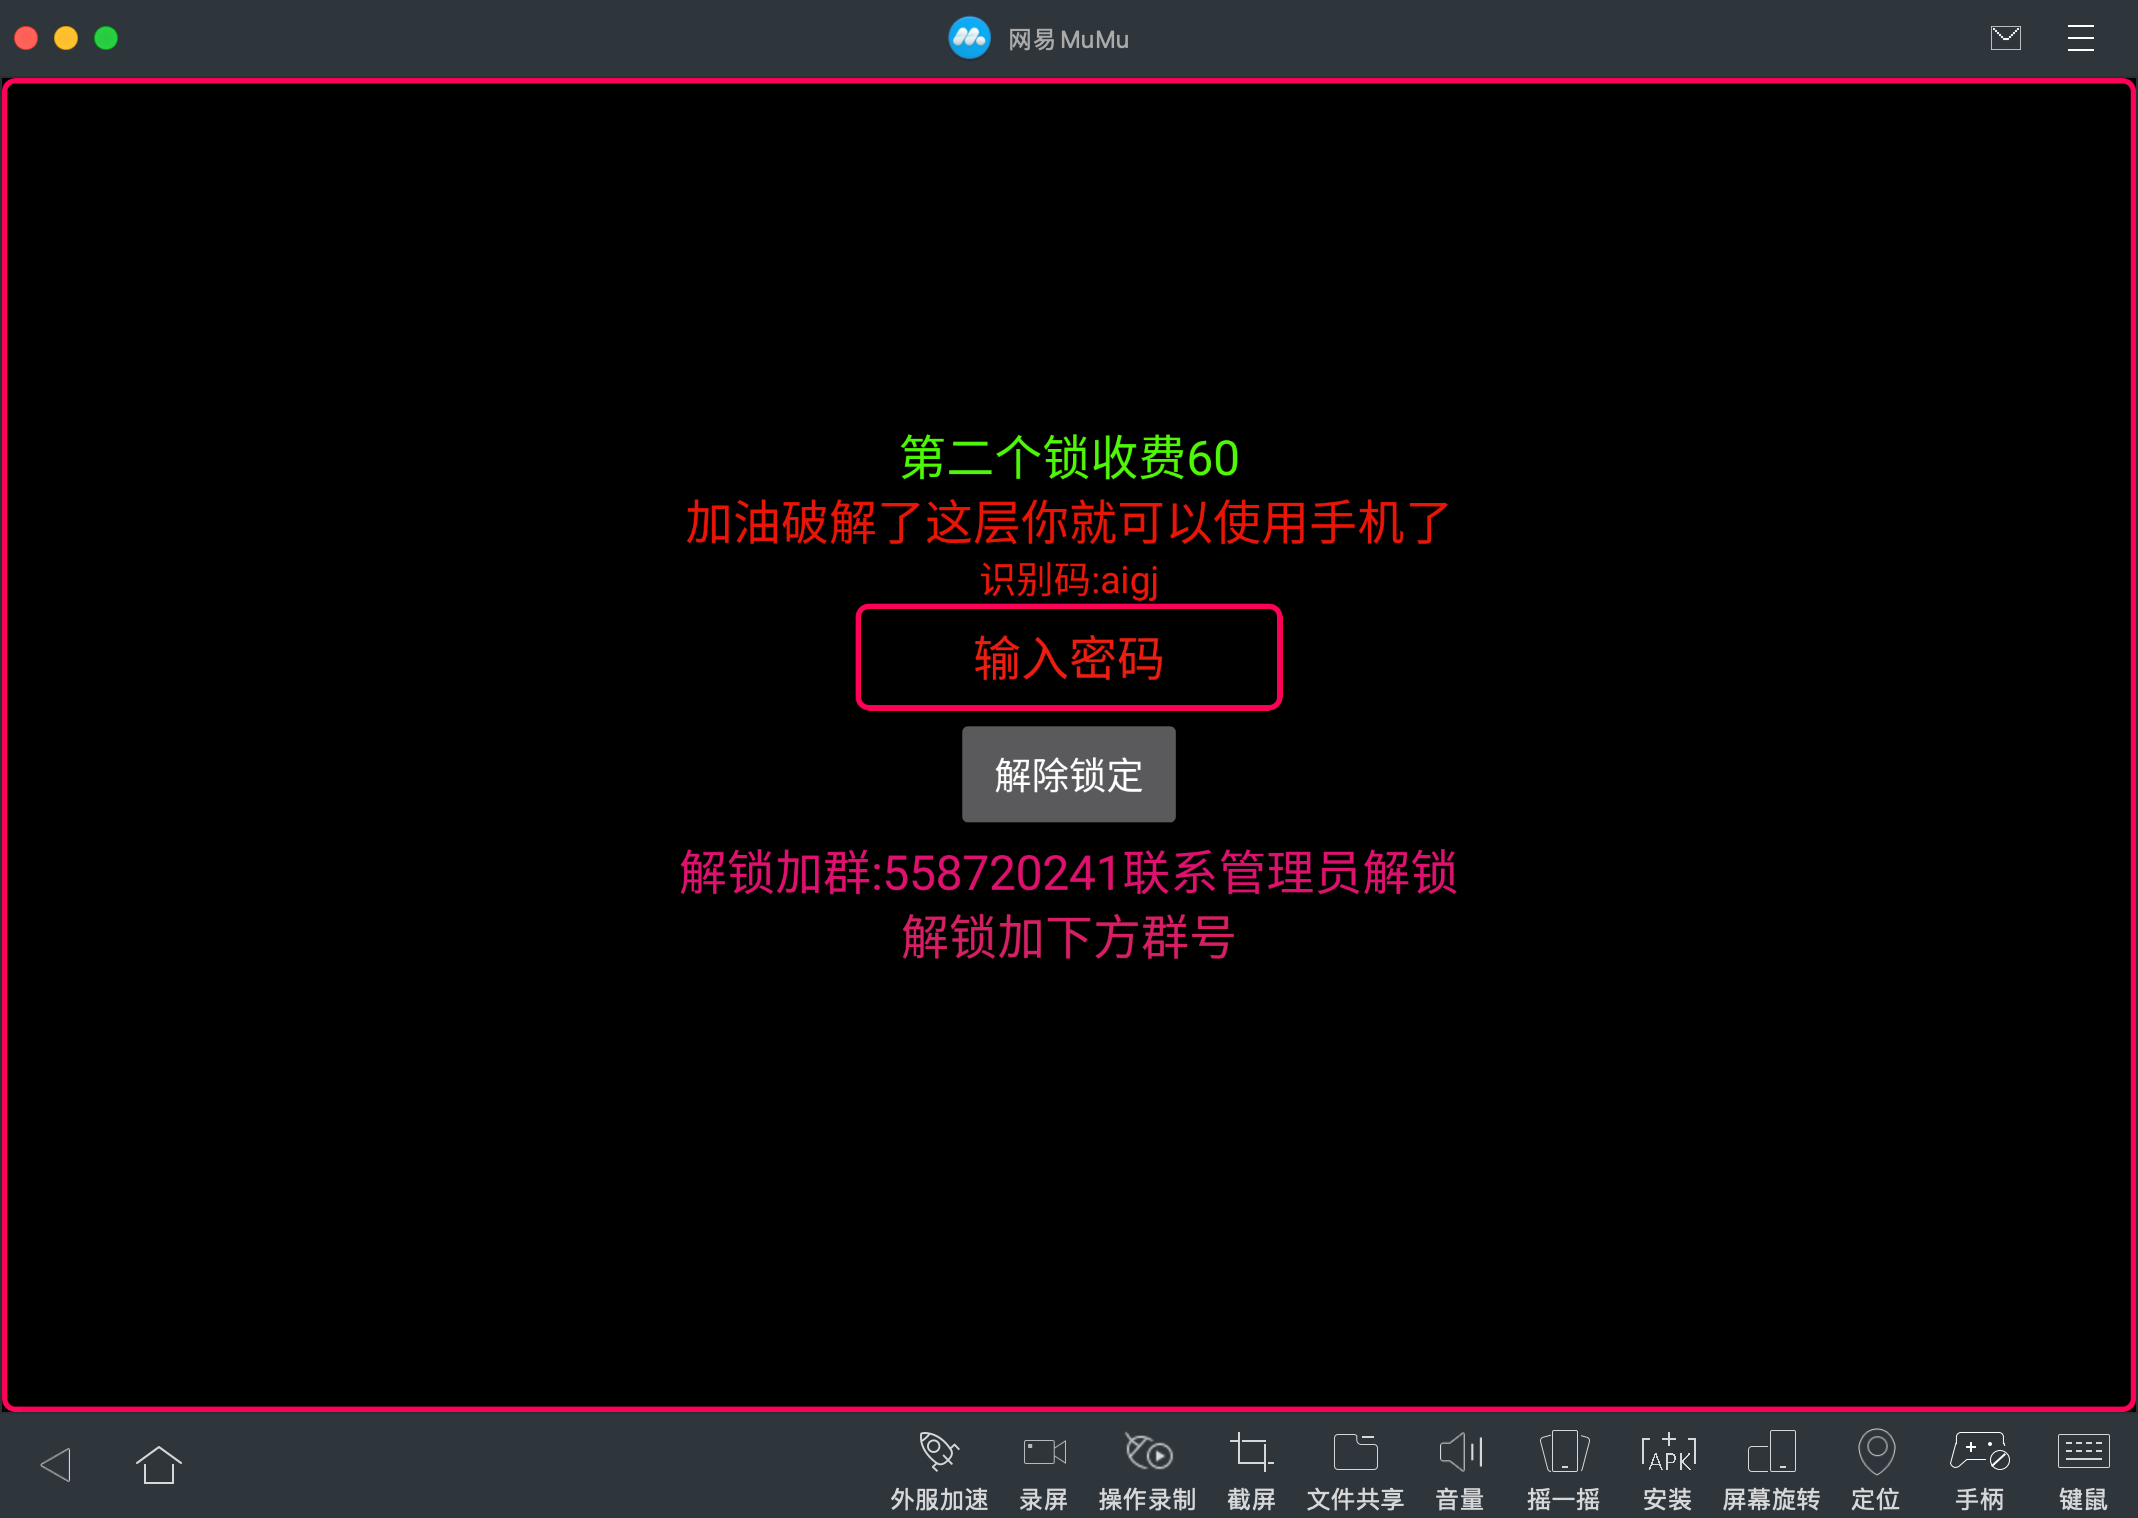 网易 MuMu
第二个锁收费60
加油破解了这层你就可以使用手机了
识别码:aigj
输入密码
解除锁定
解锁加群:558720241联系管理员解锁
解锁加下方群号
APK
外服加速 录屏 操作录制 截屏 文件共享 音量 摇一摇 安装 屏幕旋转 定位 手柄 键鼠